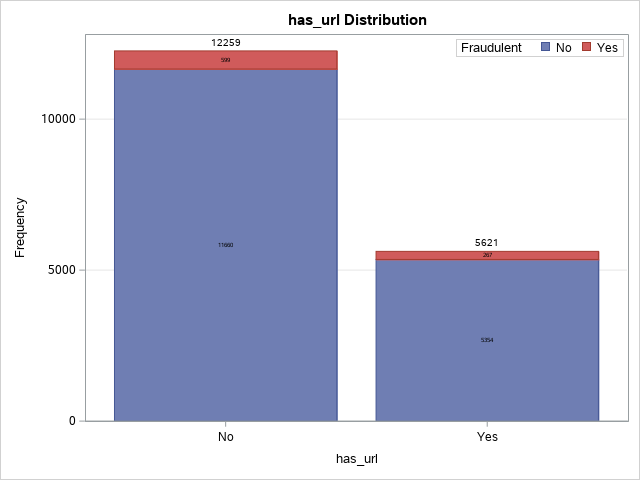 has_url Distribution
Fraudulent No Yes
12259
599
11660
5621
267
5354
10000
5000
0
Frequency
No Yes
has_url